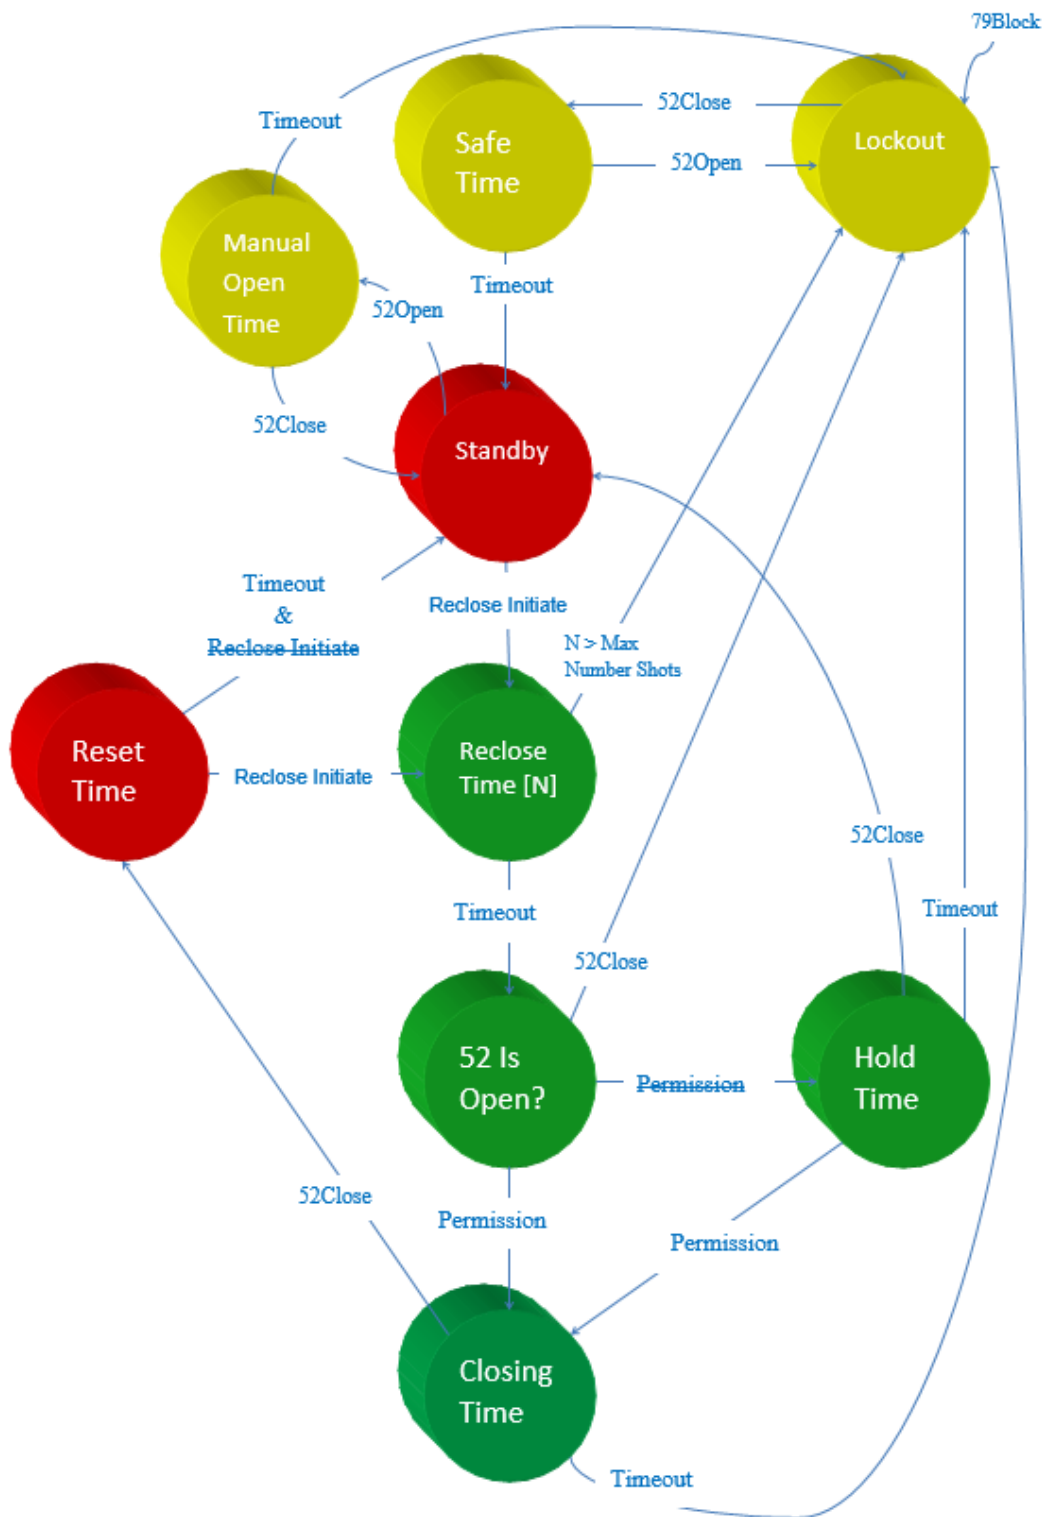 79Block
52Close
Timeout
Safe
Time
Lockout
52Open
Manual
Open
Time
Timeout
52Open
52Close
Standby
Timeout
&
Reclose Initiate
Reclose Initiate
N > Max
Number Shots
Reset
Time
Reclose Initiate
Reclose
Time [N]
52Close
Timeout
Timeout
52Close
52 Is
Open?
Permission
Hold
Time
52Close
Permission
Permission
Closing
Time
Timeout